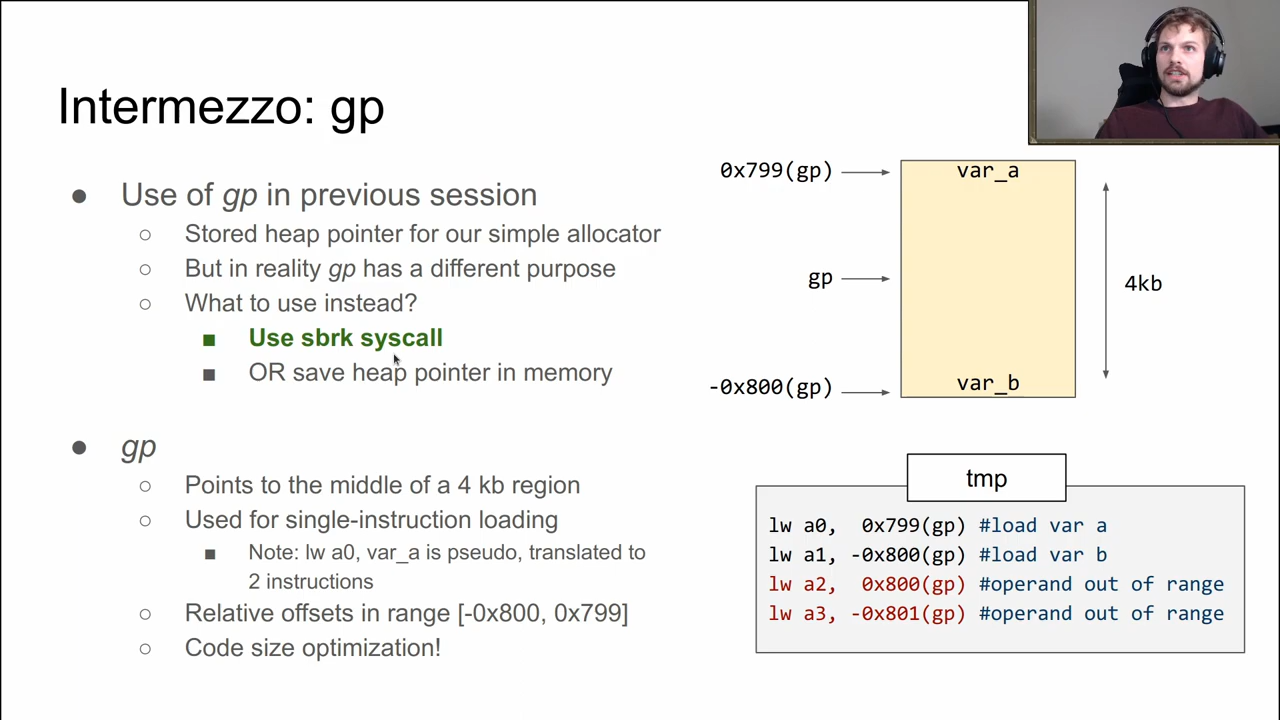 Intermezzo: gp
● Use of gp in previous session
○ Stored heap pointer for our simple allocator
○ But in reality gp has a different purpose
○ What to use instead?
■ Use sbrk syscall
■ OR save heap pointer in memory
● gp
○ Points to the middle of a 4 kb region
○ Used for single-instruction loading
■ Note: lw a0, var_a is pseudo, translated to
2 instructions
○ Relative offsets in range [-0x800, 0x799]
○ Code size optimization!
0x799(gp)
var_a
gp
4kb
-0x800(gp)
var_b
tmp
lw a0, 0x799(gp) #load var a
lw a1, -0x800(gp) #load var b
lw a2, 0x800(gp) #operand out of range
lw a3, -0x801(gp) #operand out of range